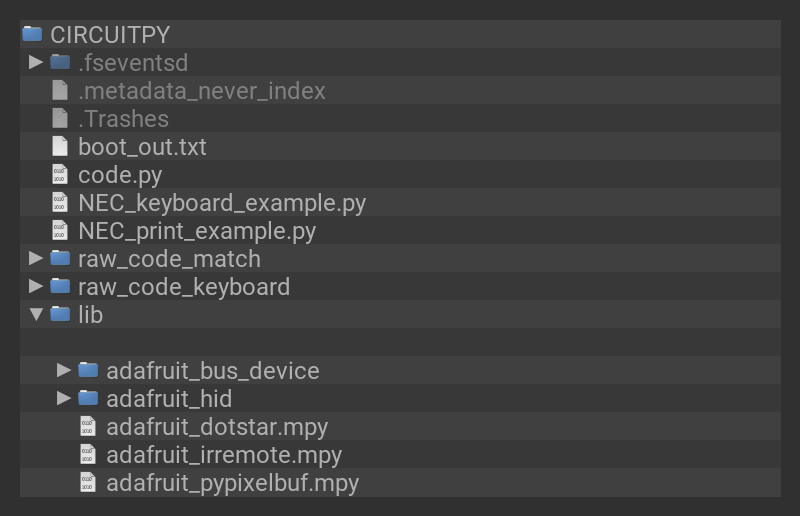 CIRCUITPY
.fseventsd
.metadata_never_index
.Trashes
boot_out.txt
code.py
NEC_keyboard_example.py
NEC_print_example.py
raw_code_match
raw_code_keyboard
lib
adafruit_bus_device
adafruit_hid
adafruit_dotstar.mpy
adafruit_irremote.mpy
adafruit_pypixelbuf.mpy